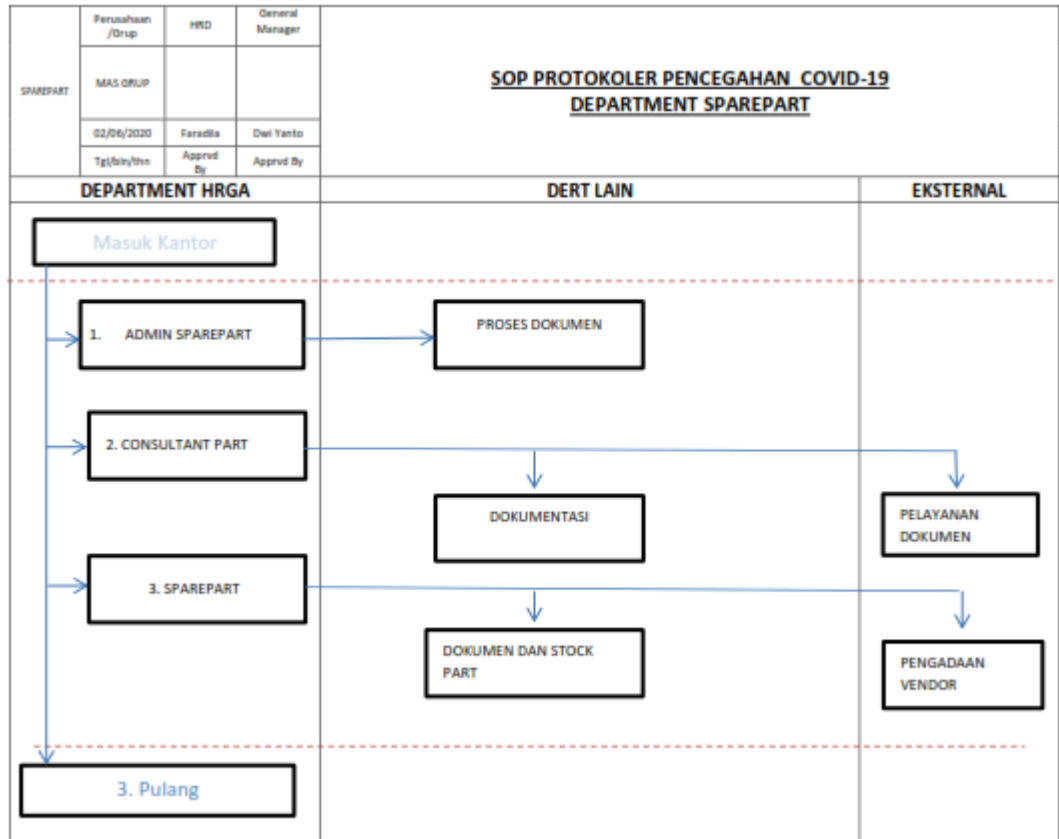 Perusahaan
/Grup
HRD
General
Manager
SPAREPART
MAS GRUP
02/06/2020
Faradila
Dwi Yanto
Tgl/bln/thn
Apprvd
By
Apprvd By
SOP PROTOKOLER PENCEGAHAN COVID-19
DEPARTMENT SPAREPART
DEPARTMENT HRGA
DERT LAIN
EKSTERNAL
Masuk Kantor
1. ADMIN SPAREPART
PROSES DOKUMEN
2. CONSULTANT PART
DOKUMENTASI
PELAYANAN
DOKUMEN
3. SPAREPART
DOKUMEN DAN STOCK
PART
PENGADAAN
VENDOR
3. Pulang